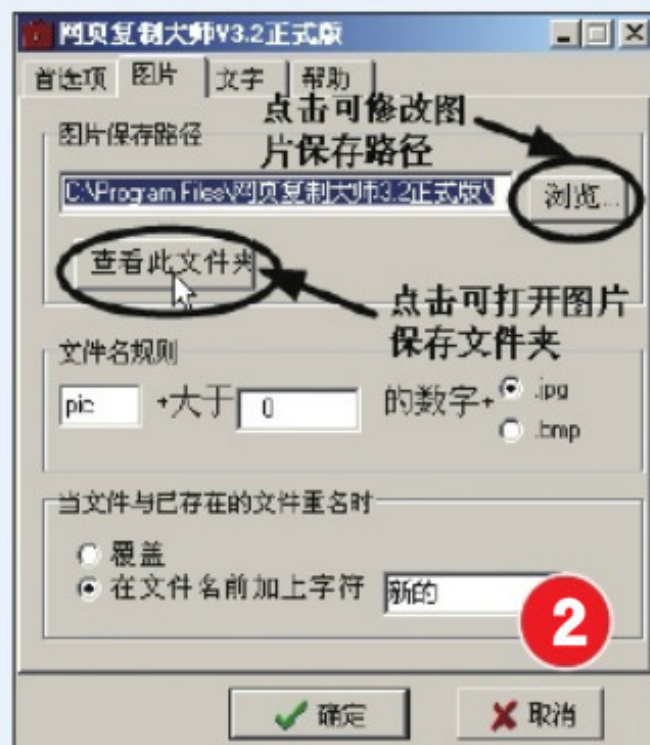 网页复制大师V3.2正式版
首选项 图片 文字 帮助
点击可修改图
片保存路径
图片保存路径
C:\Program Files\网页复制大师3.2正式版\
浏览...
查看此文件夹
点击可打开图片
保存文件夹
文件名规则
pic +大于 0 的数字+ .jpg
.bmp
当文件与已存在的文件重名时
覆盖
在文件名前加上字符 新的
2
确定 取消